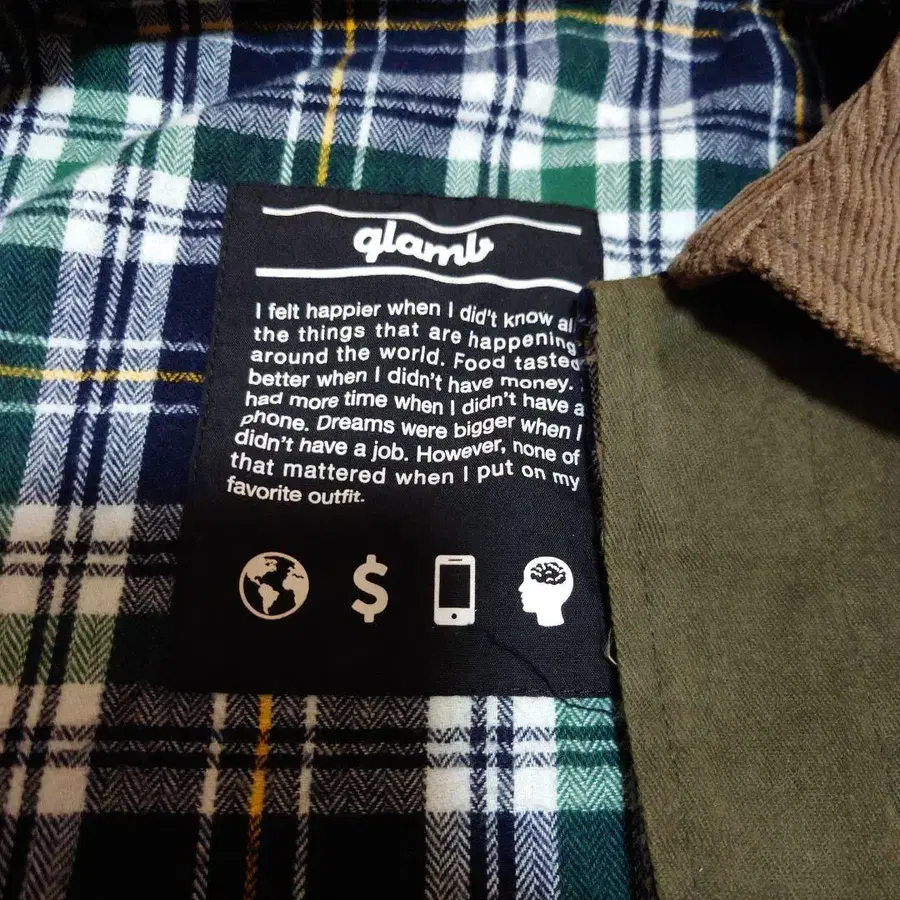 glamb
I felt happier when I didn't know al
the things that are happening
around the world. Food tasted
better when I didn't have money. I
had more time when I didn't have a
phone. Dreams were bigger when I
didn't have a job. However, none of
that mattered when I put on my
favorite outfit.
$